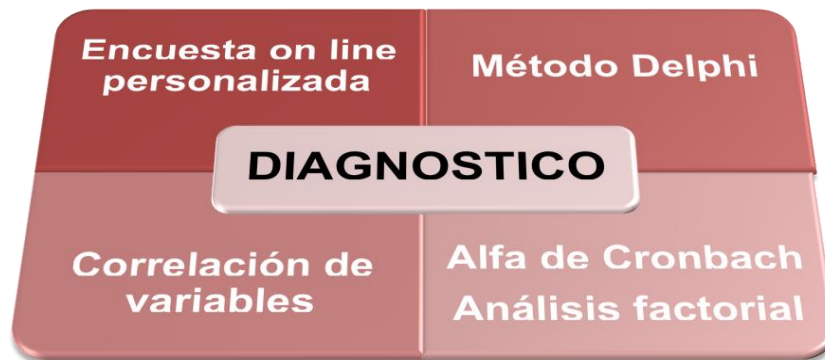 Encuesta on line
personalizada
Método Delphi
DIAGNOSTICO
Correlación de
variables
Alfa de Cronbach
Análisis factorial